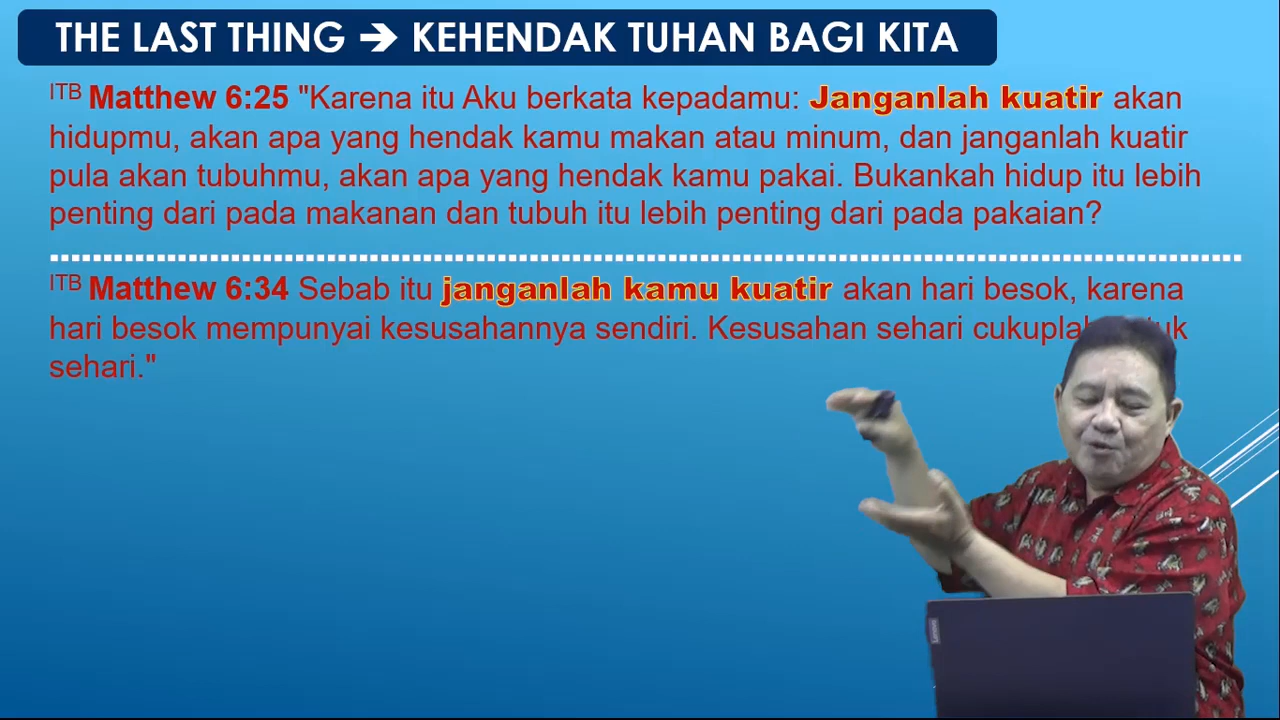 THE LAST THING ➔ KEHENDAK TUHAN BAGI KITA
ITB Matthew 6:25 "Karena itu Aku berkata kepadamu: Janganlah kuatir akan
hidupmu, akan apa yang hendak kamu makan atau minum, dan janganlah kuatir
pula akan tubuhmu, akan apa yang hendak kamu pakai. Bukankah hidup itu lebih
penting dari pada makanan dan tubuh itu lebih penting dari pada pakaian?
ITB Matthew 6:34 Sebab itu janganlah kamu kuatir akan hari besok, karena
hari besok mempunyai kesusahannya sendiri. Kesusahan sehari
sehari."
Lenovo